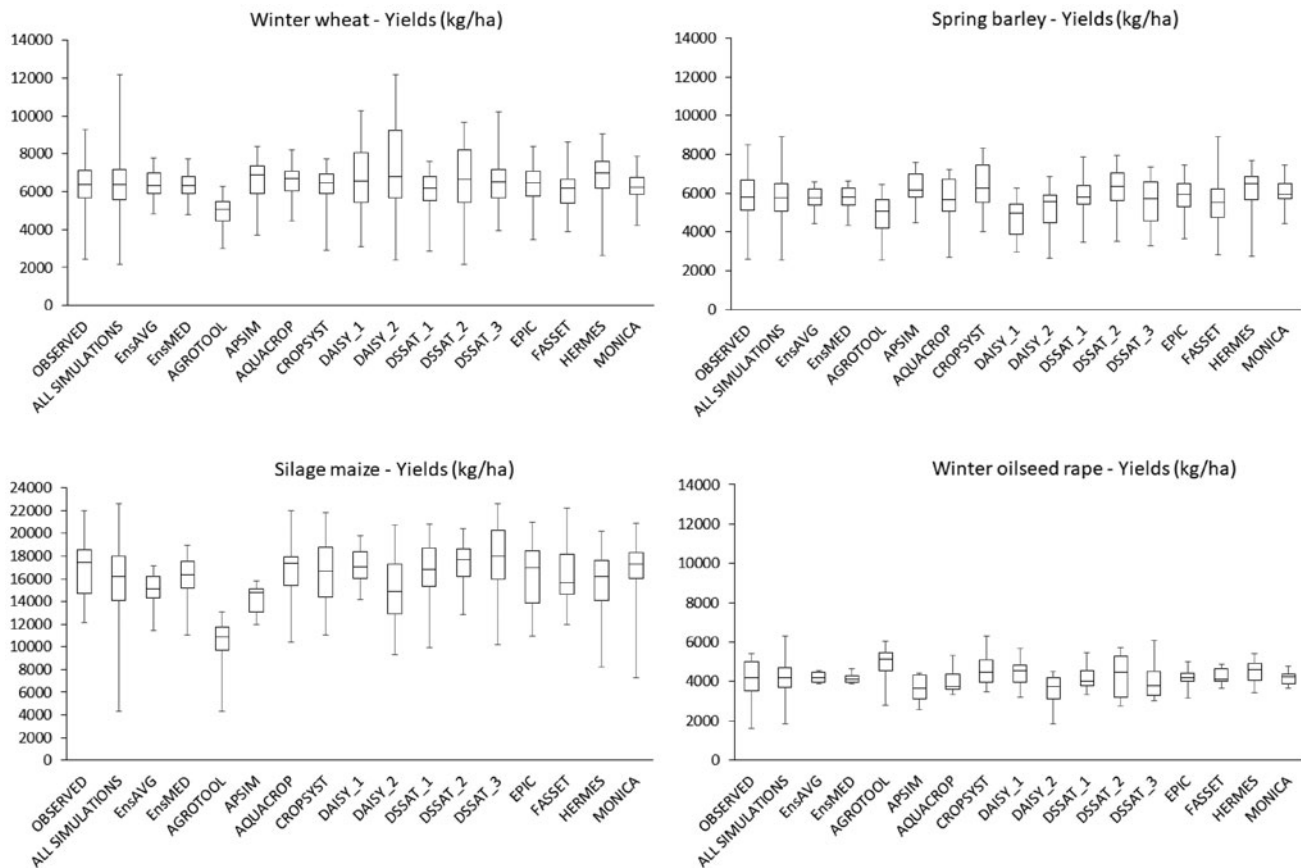 Winter wheat - Yields (kg/ha)
14000
12000
10000
8000
6000
4000
2000
0
OBSERVED
ALL SIMULATIONS
EnsAVG
EnsMED
AGROTOOL
APSIM
AQUACROP
CROPSYST
DAISY_1
DAISY_2
DSSAT_1
DSSAT_2
DSSAT_3
EPIC
FASSET
HERMES
MONICA
Spring barley - Yields (kg/ha)
14000
12000
10000
8000
6000
4000
2000
0
OBSERVED
ALL SIMULATIONS
EnsAVG
EnsMED
AGROTOOL
APSIM
AQUACROP
CROPSYST
DAISY_1
DAISY_2
DSSAT_1
DSSAT_2
DSSAT_3
EPIC
FASSET
HERMES
MONICA
Silage maize - Yields (kg/ha)
24000
22000
20000
18000
16000
14000
12000
10000
8000
6000
4000
2000
0
OBSERVED
ALL SIMULATIONS
EnsAVG
EnsMED
AGROTOOL
APSIM
AQUACROP
CROPSYST
DAISY_1
DAISY_2
DSSAT_1
DSSAT_2
DSSAT_3
EPIC
FASSET
HERMES
MONICA
Winter oilseed rape - Yields (kg/ha)
14000
12000
10000
8000
6000
4000
2000
0
OBSERVED
ALL SIMULATIONS
EnsAVG
EnsMED
AGROTOOL
APSIM
AQUACROP
CROPSYST
DAISY_1
DAISY_2
DSSAT_1
DSSAT_2
DSSAT_3
EPIC
FASSET
HERMES
MONICA